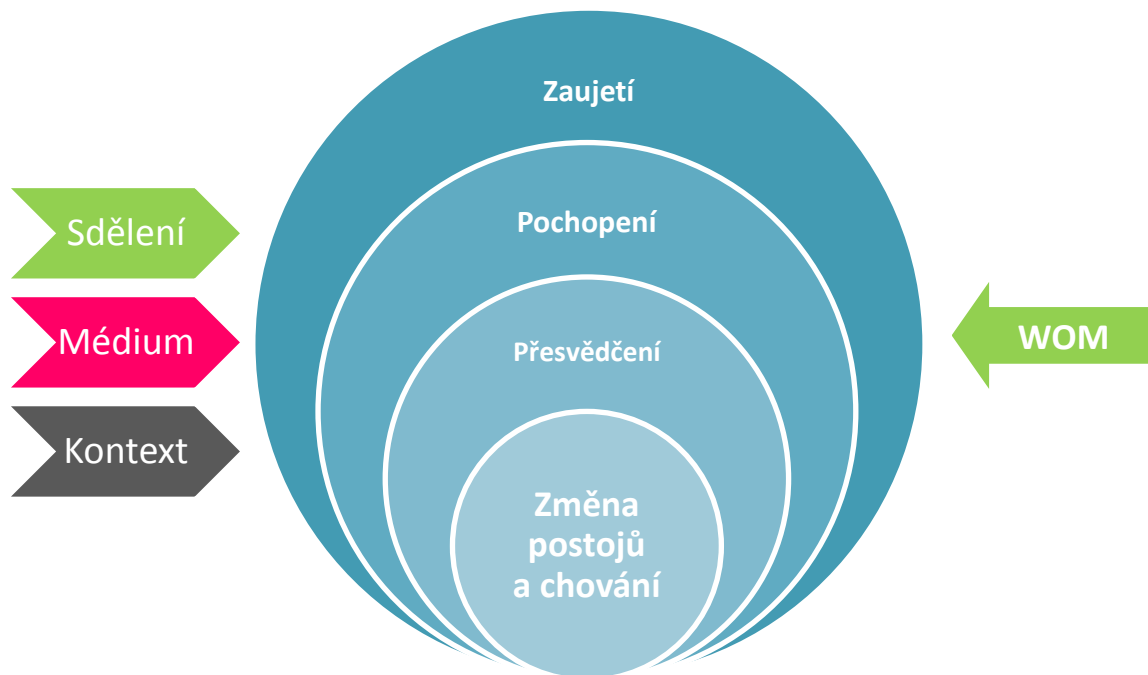 Zaujetí
Pochopení
Sdělení
Médium
WOM
Přesvědčení
Kontext
Změna
postojů
a chování